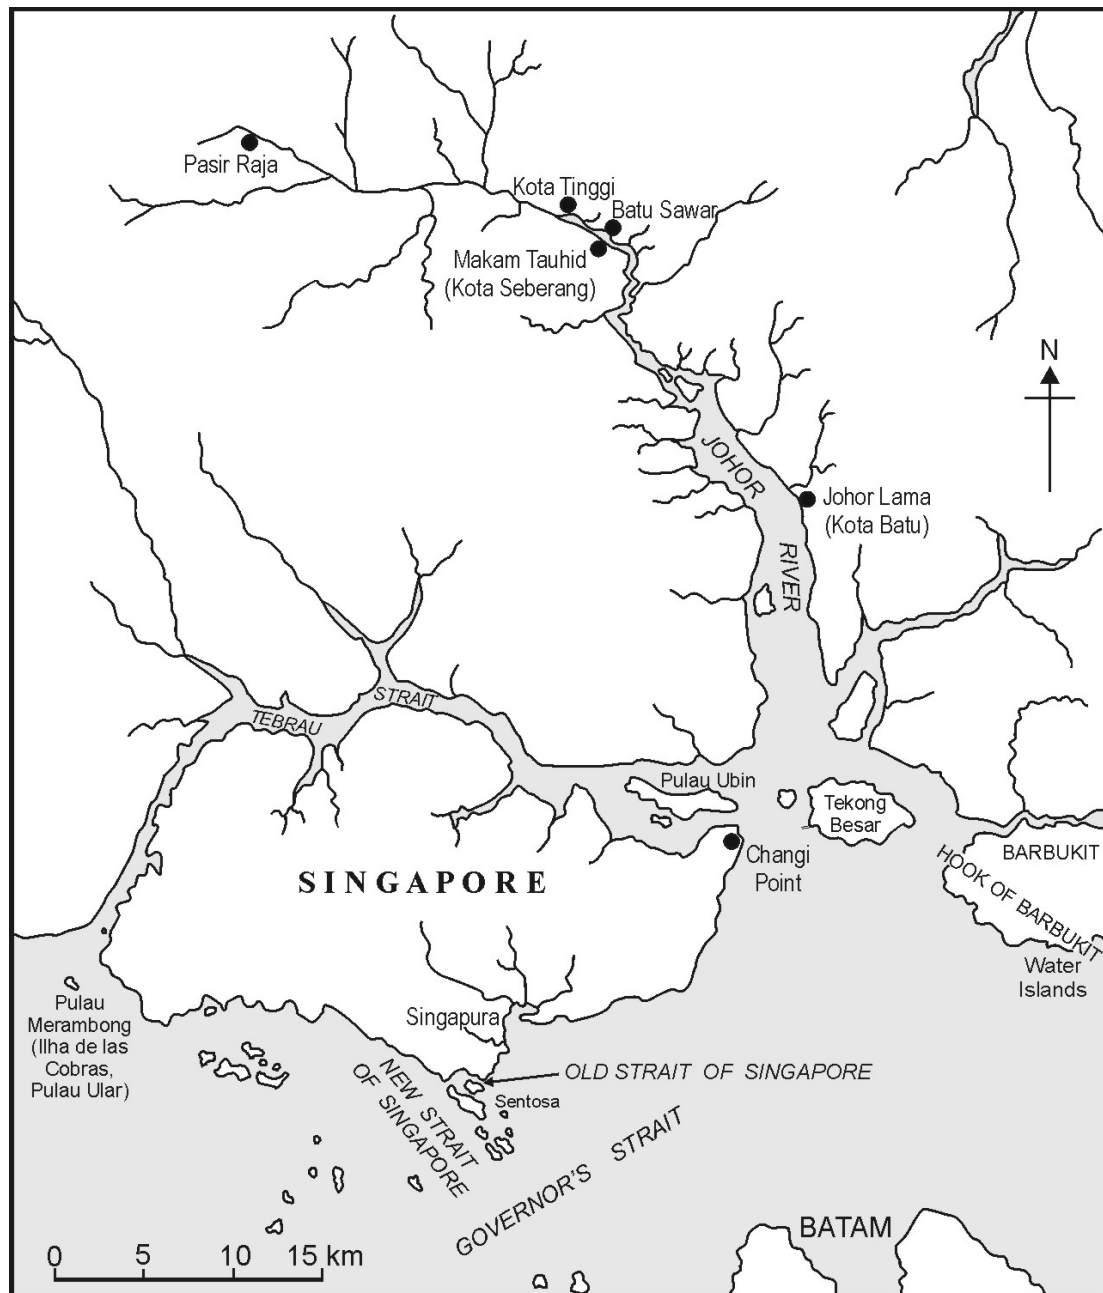 Pasir Raja
Kota Tinggi
Batu Sawar
Makam Tauhid
(Kota Seberang)
N
JOHOR
RIVER
Johor Lama
(Kota Batu)
TEBRAU
STRAIT
Pulau Ubin
Tekong
Besar
Changi
Point
BARBUKIT
HOOK OF BARBUKIT
Water
Islands
SINGAPORE
Pulau
Merambong
(Ilha de las
Cobras,
Pulau Ular)
Singapura
OLD STRAIT OF SINGAPORE
Sentosa
NEW STRAIT
OF SINGAPORE
GOVERNOR'S STRAIT
BATAM
0 5 10 15 km